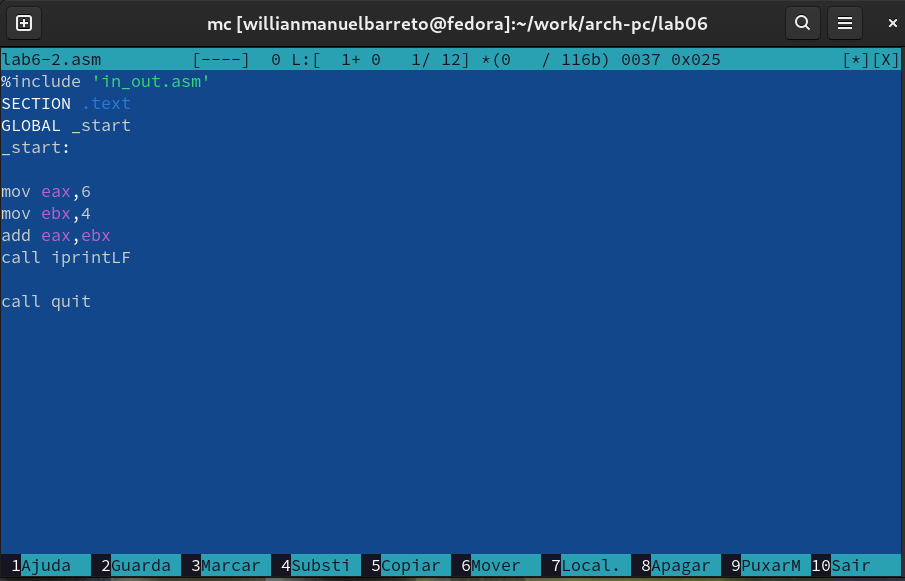 mc [willianmanuelbarreto@fedora]:~/work/arch-pc/lab06
lab6-2.asm [----] 0 L:[ 1+ 0 1/ 12] *(0 / 116b) 0037 0x025 [*][X]
%include 'in_out.asm'
SECTION .text
GLOBAL _start
_start:
mov eax,6
mov ebx,4
add eax,ebx
call iprintLF
call quit
1Ajuda 2Guarda 3Marcar 4Substi 5Copiar 6Mover 7Local. 8Apagar 9PuxarM 10Sair